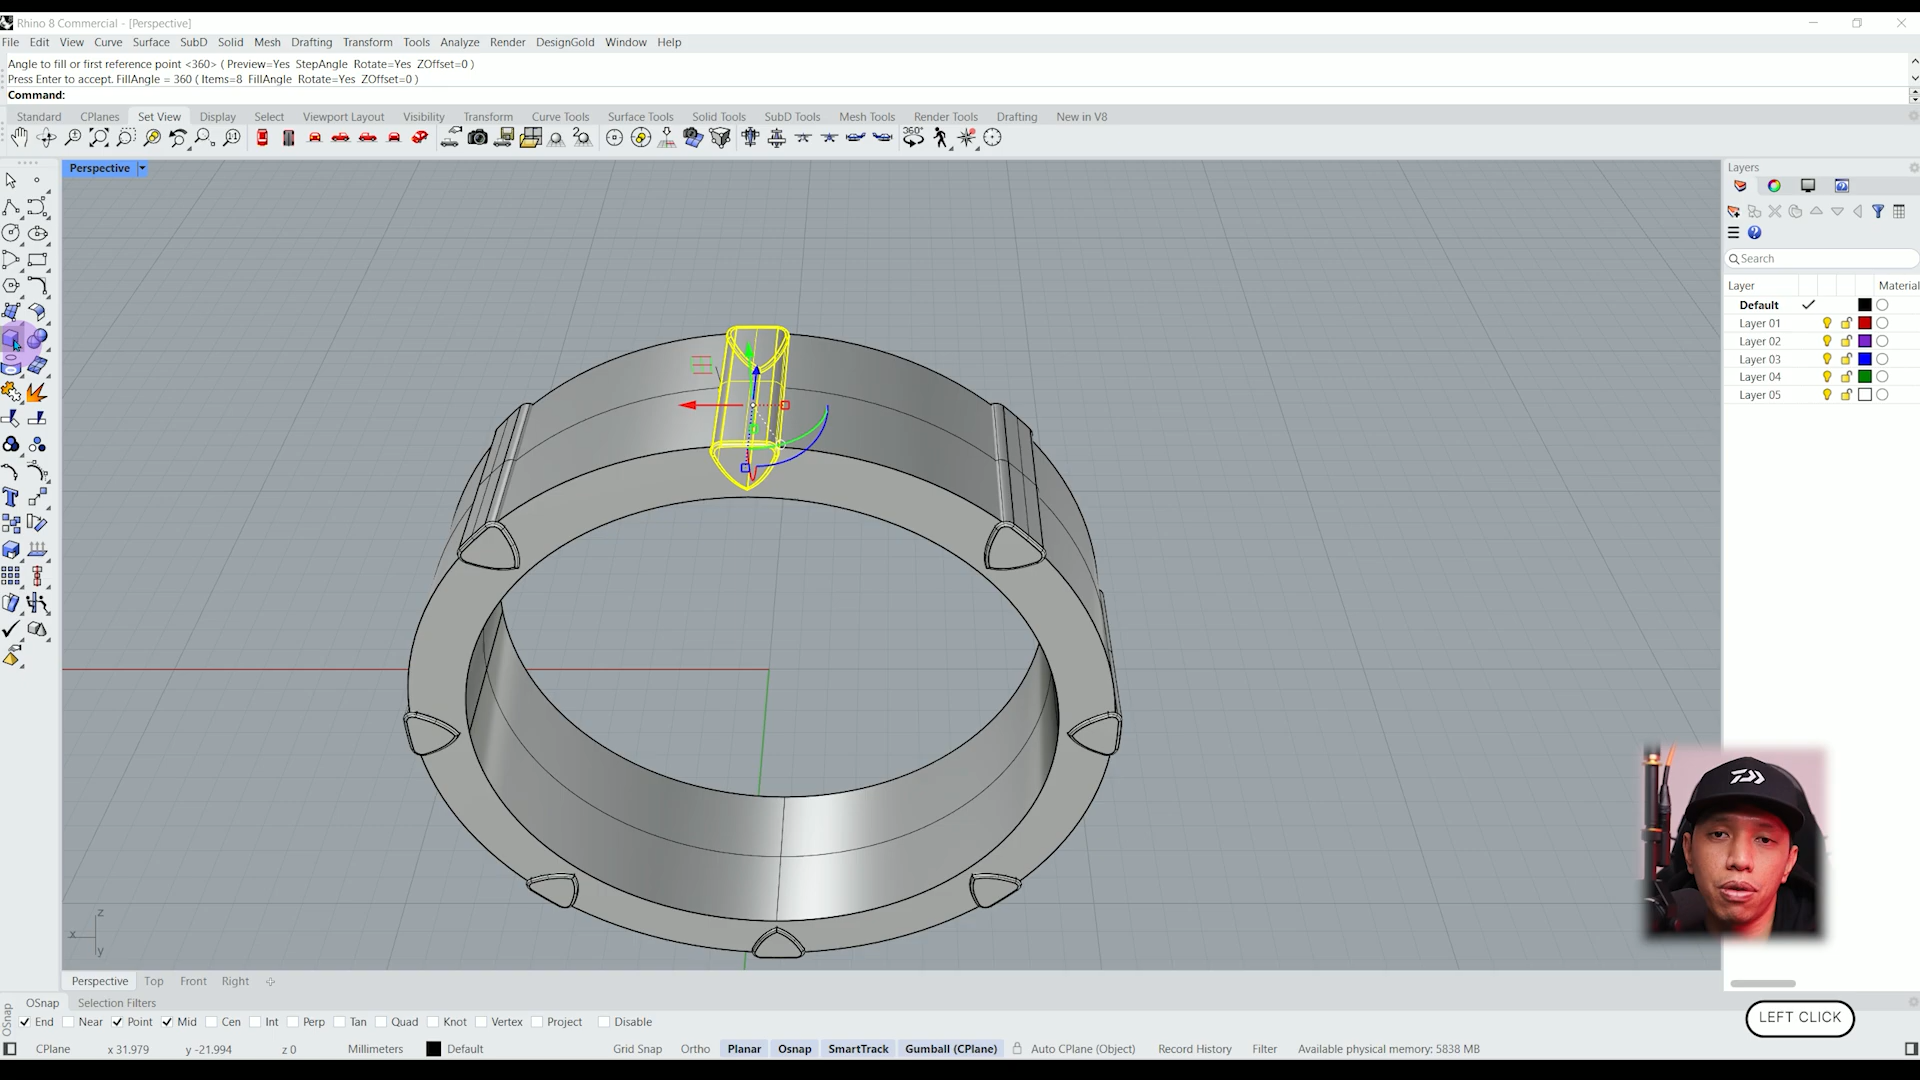 Rhino 8 Commercial - [Perspective]
File Edit View Curve Surface SubD Solid Mesh Drafting Transform Tools Analyze Render DesignGold Window Help
Angle to fill or first reference point <360> ( Preview=Yes StepAngle Rotate=Yes ZOffset=0 )
Press Enter to accept. FillAngle = 360 ( Items=8 FillAngle Rotate=Yes ZOffset=0 )
Command:
Standard CPlanes Set View Display Select Viewport Layout Visibility Transform Curve Tools Surface Tools Solid Tools SubD Tools Mesh Tools Render Tools Drafting New in V8
Perspective
Layers
Search
Layer Material
Default
Layer 01
Layer 02
Layer 03
Layer 04
Layer 05
z
x
y
Perspective Top Front Right
OSnap Selection Filters
OSnap
End Near Point Mid Cen Int Perp Tan Quad Knot Vertex Project Disable
LEFT CLICK
CPlane x 31.979 y -21.994 z 0 Millimeters Default Grid Snap Ortho Planar Osnap SmartTrack Gumball (CPlane) Auto CPlane (Object) Record History Filter Available physical memory: 5838 MB